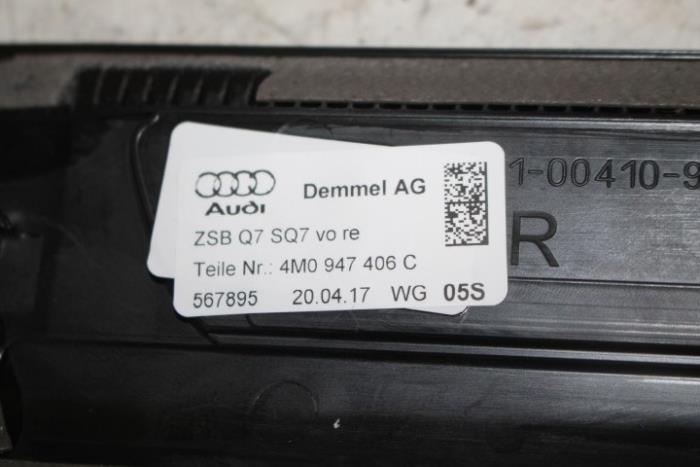 Audi Demmel AG
ZSB Q7 SQ7 vo re
Teile Nr.: 4M0 947 406 C
567895 20.04.17 WG 05S
1-00410-9
R